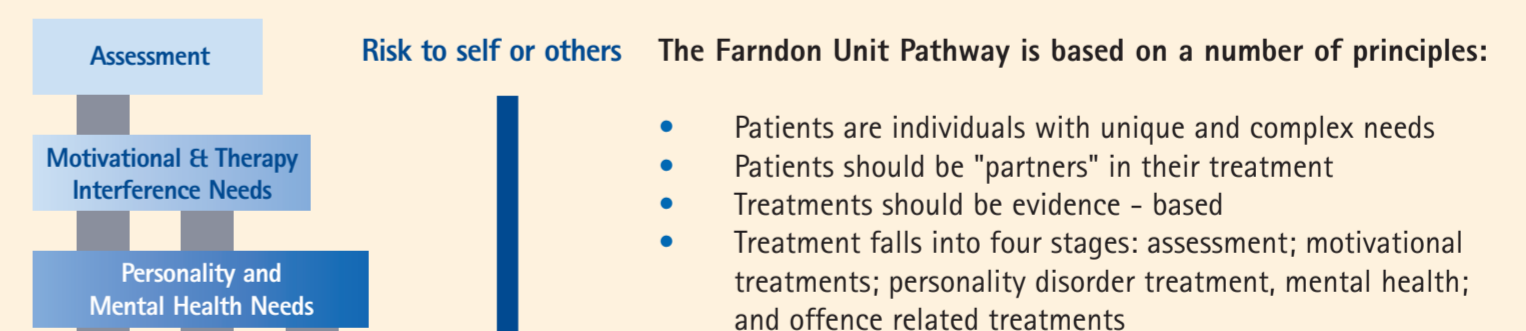 Assessment
Motivational & Therapy
Interference Needs
Personality and
Mental Health Needs
Risk to self or others
The Farndon Unit Pathway is based on a number of principles:
• Patients are individuals with unique and complex needs
• Patients should be "partners" in their treatment
• Treatments should be evidence - based
• Treatment falls into four stages: assessment; motivational
treatments; personality disorder treatment, mental health;
and offence related treatments